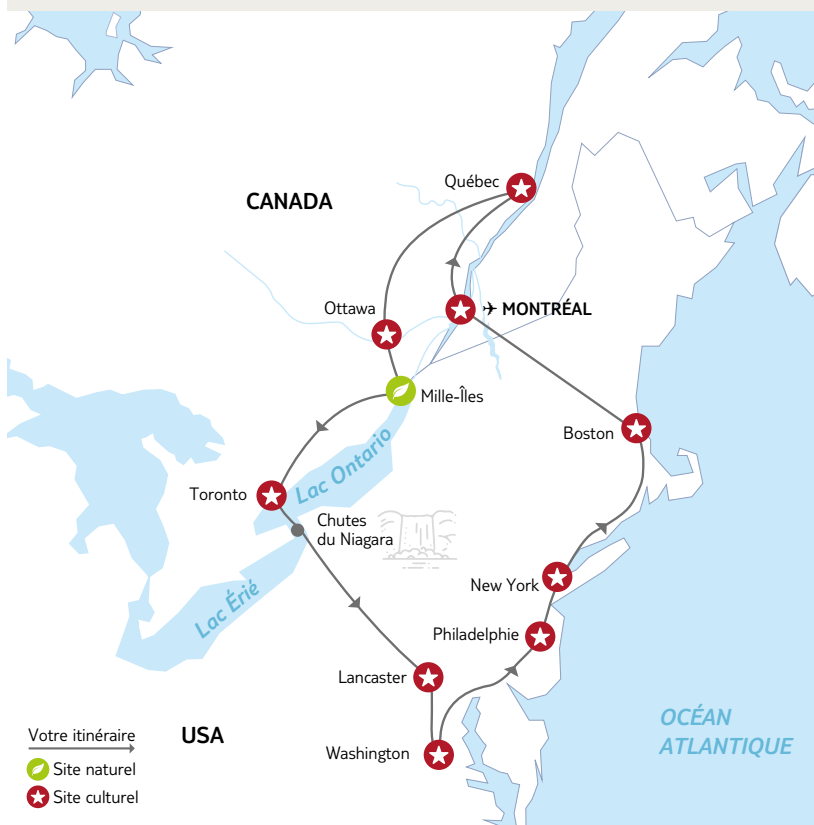 Québec
CANADA
Ottawa
MONTRÉAL
Mille-Îles
Boston
Lac Ontario
Toronto
Chutes
du Niagara
New York
Lac Érié
Philadelphie
Lancaster
OCÉAN
ATLANTIQUE
Votre itinéraire
USA
Washington
Site naturel
Site culturel